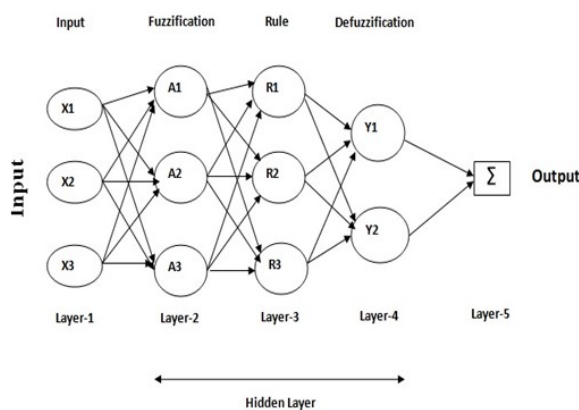 Input Fuzzification Rule Defuzzification
X1 A1 R1 Y1
X2 A2 R2 Y2
X3 A3 R3
Σ
Input
Output
Layer-1 Layer-2 Layer-3 Layer-4 Layer-5
Hidden Layer